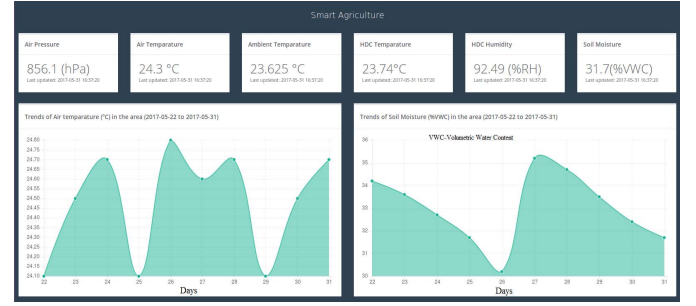 Smart Agriculture
Air Pressure
856.1 (hPa)
Last updated: 2017-05-31 16:37:20
Air Temparature
24.3 °C
Last updated: 2017-05-31 16:37:20
Ambient Temparature
23.625 °C
Last updated: 2017-05-31 16:37:20
HDC Temparature
23.74°C
Last updated: 2017-05-31 16:37:20
HDC Humidity
92.49 (%RH)
Last updated: 2017-05-31 16:37:20
Soil Moisture
31.7(%VWC)
Last updated: 2017-05-31 16:37:20
Trends of Air temparature (°C) in the area (2017-05-22 to 2017-05-31)
24.80
24.75
24.70
24.65
24.60
24.55
24.50
24.45
24.40
24.35
24.30
24.25
24.20
24.15
24.10
22 23 24 25 26 27 28 29 30 31
Days
Trends of Soil Moisture (%VWC) in the area (2017-05-22 to 2017-05-31)
VWC-Volumetric Water Contest
36
35
34
33
32
31
30
22 23 24 25 26 27 28 29 30 31
Days